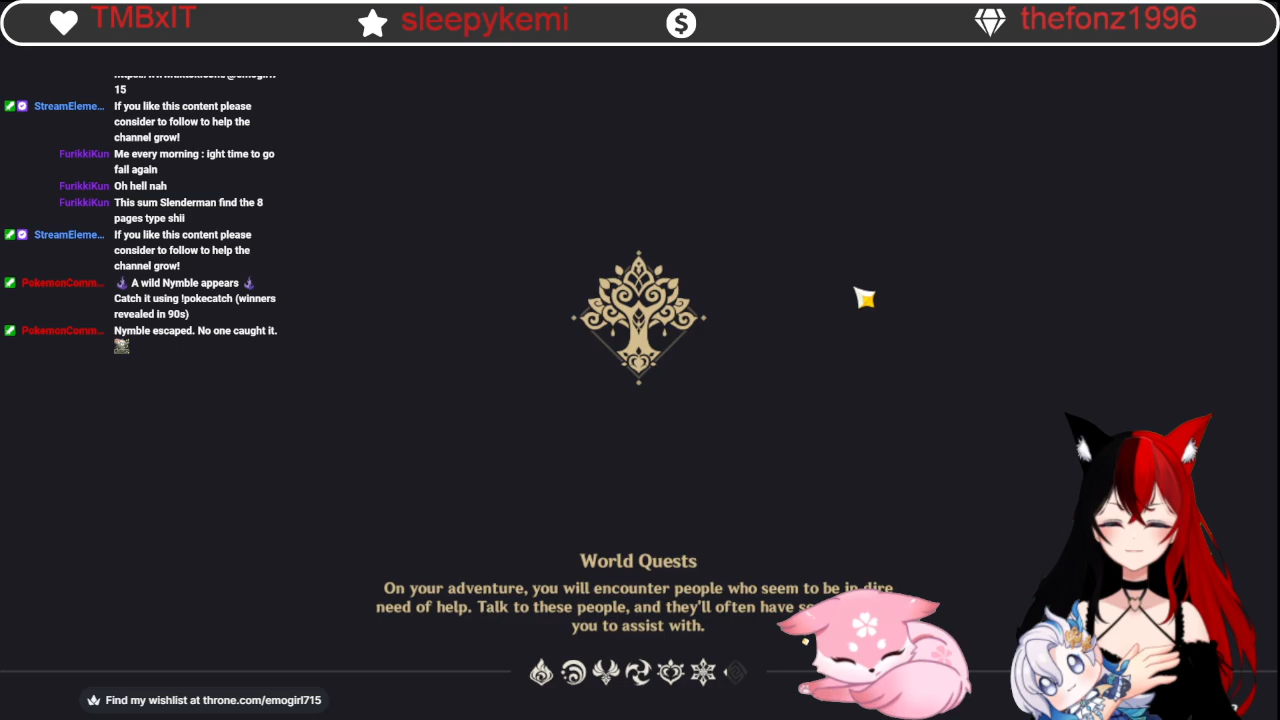 TMBxIT
sleepykemi
thefonz1996
15
StreamEleme... If you like this content please
consider to follow to help the
channel grow!
FurikkiKun Me every morning : ight time to go
fail again
FurikkiKun Oh hell nah
FurikkiKun This sum Slenderman find the 8
pages type shii
StreamEleme... If you like this content please
consider to follow to help the
channel grow!
PokemonComm... A wild Nymble appears
Catch it using !pokecatch (winners
revealed in 90s)
PokemonComm... Nymble escaped. No one caught it.
World Quests
On your adventure, you will encounter people who seem to be in dire
need of help. Talk to these people, and they'll often have
you to assist with.
Find my wishlist at throne.com/emogirl715